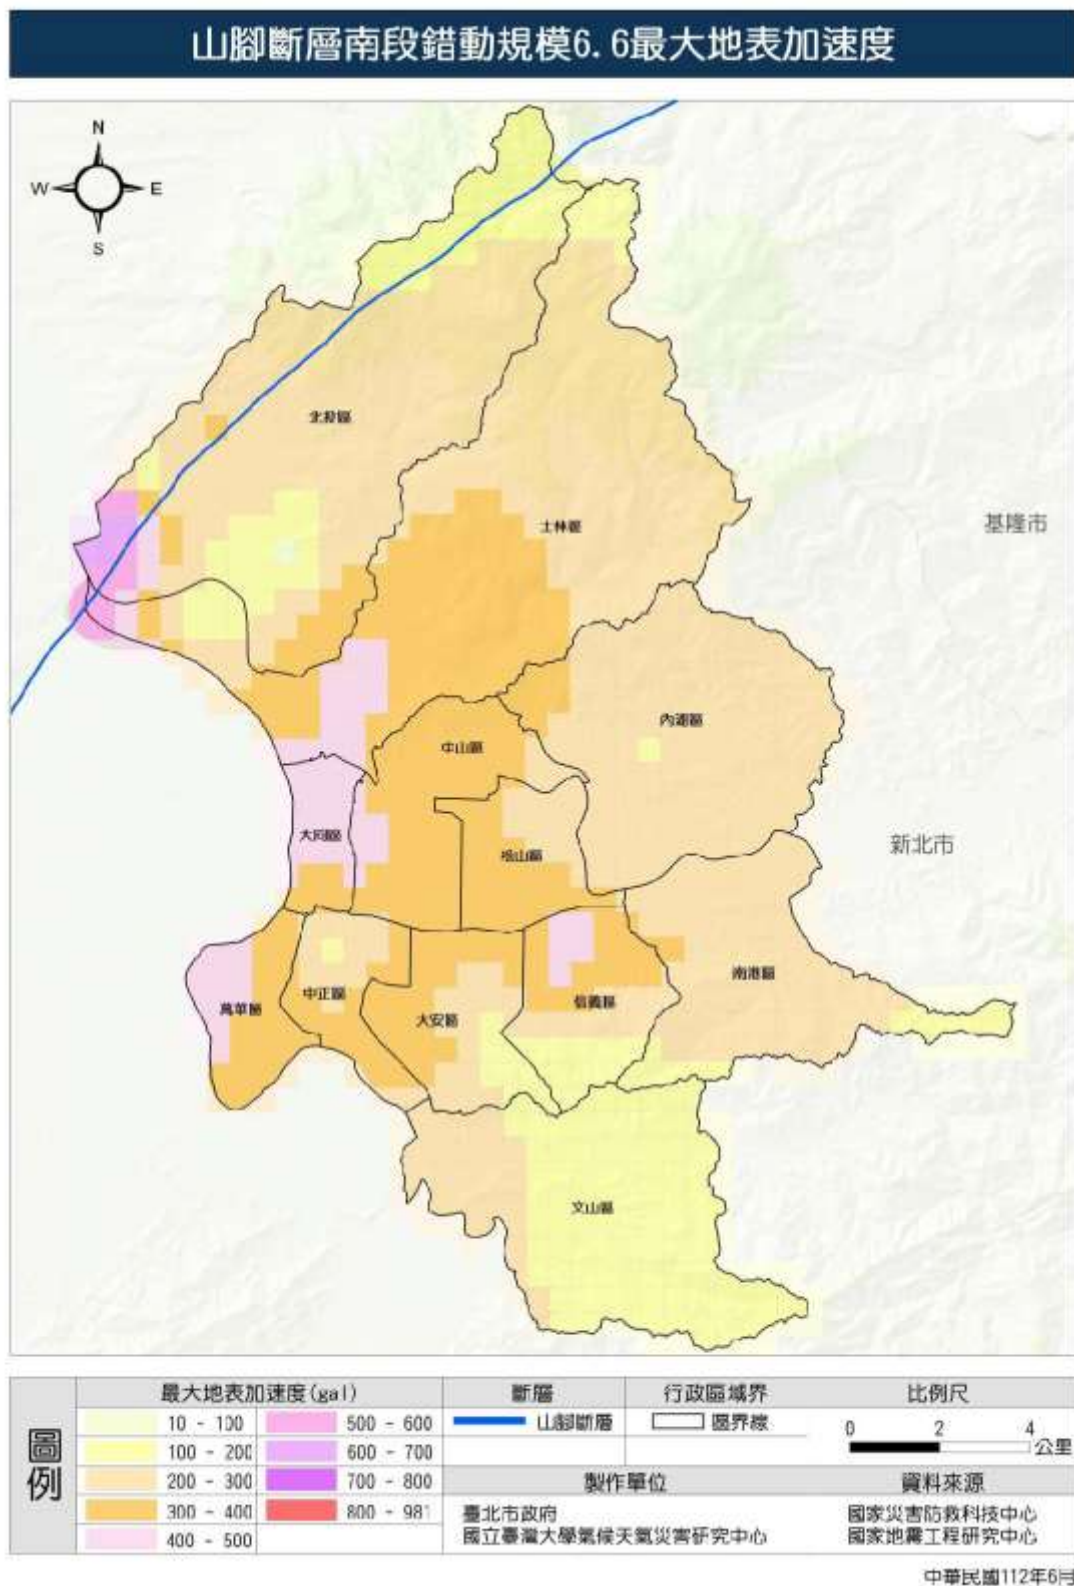 山腳斷層南段錯動規模6.6最大地表加速度
N
W E
S
北投區
基隆市
士林區
內湖區
中山區
新北市
大同區
松山區
南港區
萬華區
中正區
信義區
大安區
文山區
圖例
最大地表加速度(gal)
10 - 100
100 - 200
200 - 300
300 - 400
400 - 500
500 - 600
600 - 700
700 - 800
800 - 981
斷層
山腳斷層
行政區域界
區界線
比例尺
0 2 4
公里
製作單位
臺北市政府
國立臺灣大學氣候天氣災害研究中心
資料來源
國家災害防救科技中心
國家地震工程研究中心
中華民國112年6月